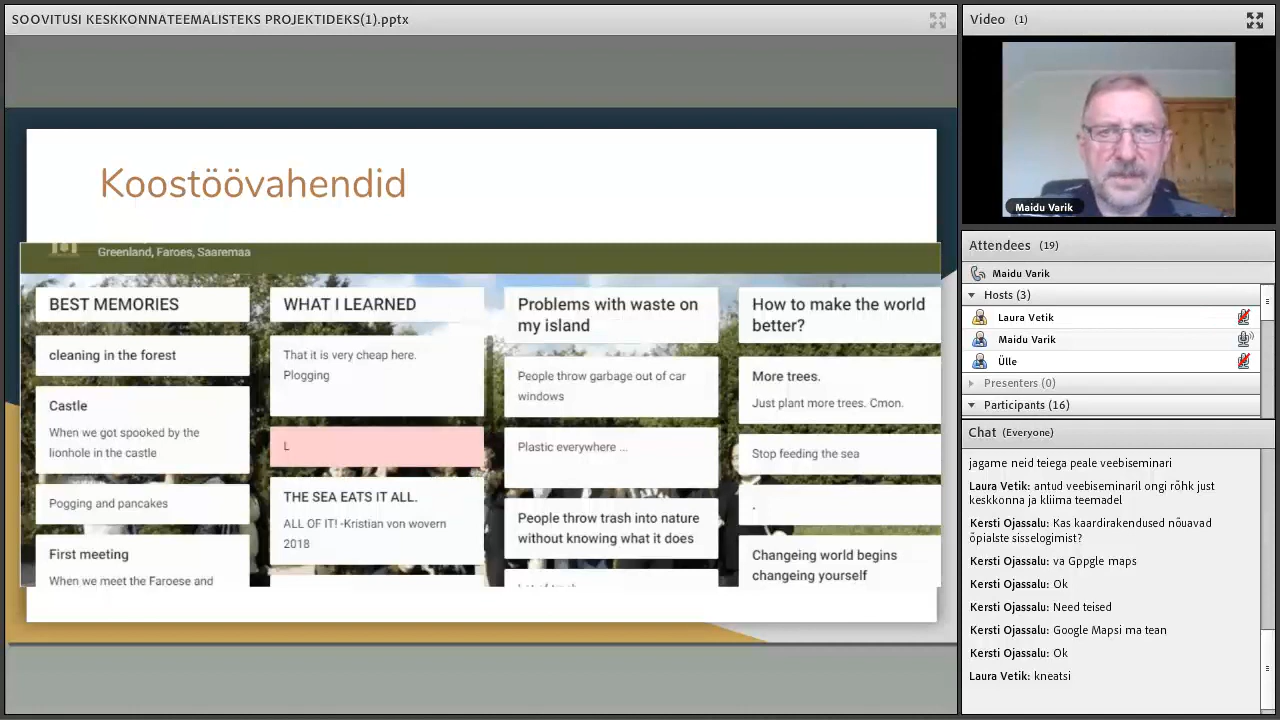 SOOVITUSI KESKKONNATEEMALISTEKS PROJEKTIDEKS(1).pptx
Koostöövahendid
Greenland, Faroes, Saaremaa
BEST MEMORIES
cleaning in the forest
Castle
When we got spooked by the
lionhole in the castle
Pogging and pancakes
First meeting
When we meet the Faroese and
WHAT I LEARNED
That it is very cheap here.
Plogging
L
THE SEA EATS IT ALL.
ALL OF IT! -Kristian von wovern
2018
Problems with waste on
my island
People throw garbage out of car
windows
Plastic everywhere ...
People throw trash into nature
without knowing what it does
How to make the world
better?
More trees.
Just plant more trees. Cmon.
Stop feeding the sea
.
Changeing world begins
changeing yourself
Video (1)
Maidu Varik
Attendees (19)
Maidu Varik
Hosts (3)
Laura Vetik
Maidu Varik
Ülle
Presenters (0)
Participants (16)
Chat (Everyone)
jagame neid teiega peale veebiseminari
Laura Vetik: antud veebiseminaril ongi rõhk just
keskkonna ja kliima teemadel
Kersti Ojassalu: Kas kaardirakendused nõuavad
õpialste sisselogimist?
Kersti Ojassalu: va Gppgle maps
Kersti Ojassalu: Ok
Kersti Ojassalu: Need teised
Kersti Ojassalu: Google Mapsi ma tean
Kersti Ojassalu: Ok
Laura Vetik: kneatsi